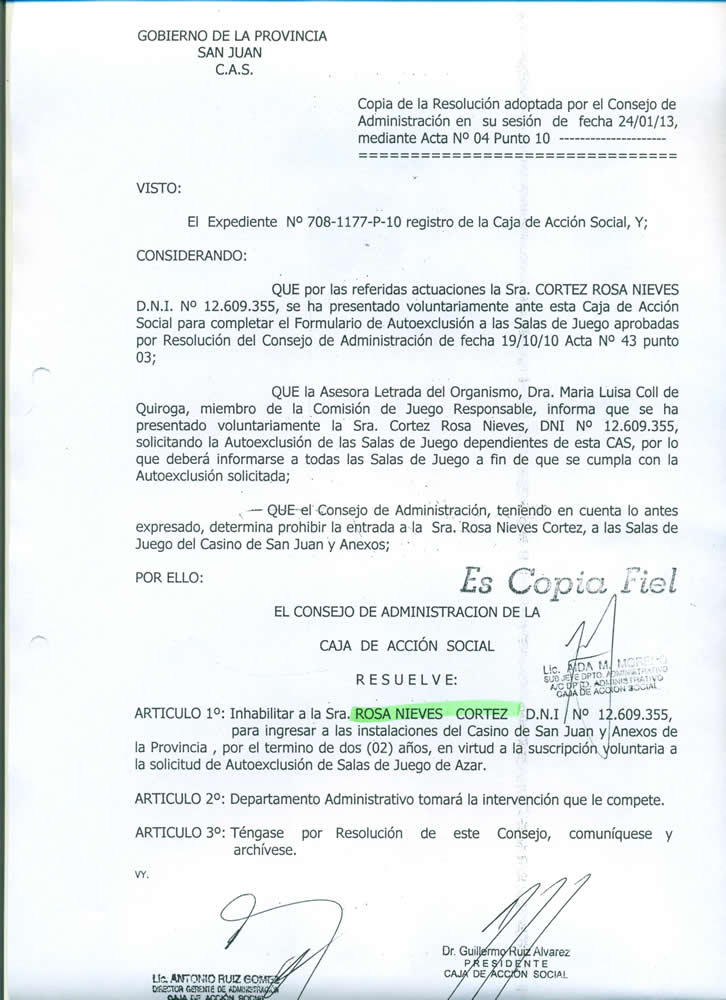 GOBIERNO DE LA PROVINCIA
SAN JUAN
C.A.S.
Copia de la Resolución adoptada por el Consejo de
Administración en su sesión de fecha 24/01/13,
mediante Acta Nº 04 Punto 10 ---------------------
================================
VISTO:
El Expediente Nº 708-1177-P-10 registro de la Caja de Acción Social, Y;
CONSIDERANDO:
QUE por las referidas actuaciones la Sra. CORTEZ ROSA NIEVES
D.N.I. Nº 12.609.355, se ha presentado voluntariamente ante esta Caja de Acción
Social para completar el Formulario de Autoexclusión a las Salas de Juego aprobadas
por Resolución del Consejo de Administración de fecha 19/10/10 Acta Nº 43 punto
03;
QUE la Asesora Letrada del Organismo, Dra. Maria Luisa Coll de
Quiroga, miembro de la Comisión de Juego Responsable, informa que se ha
presentado voluntariamente la Sra. Cortez Rosa Nieves, DNI Nº 12.609.355,
solicitando la Autoexclusión de las Salas de Juego dependientes de esta CAS, por lo
que deberá informarse a todas las Salas de Juego a fin de que se cumpla con la
Autoexclusión solicitada;
QUE el Consejo de Administración, teniendo en cuenta lo antes
expresado, determina prohibir la entrada a la Sra. Rosa Nieves Cortez, a las Salas de
Juego del Casino de San Juan y Anexos;
POR ELLO:
Es Copia Fiel
EL CONSEJO DE ADMINISTRACION DE LA
CAJA DE ACCIÓN SOCIAL
R E S U E L V E:
Lic. AIDA M. MORENO
SUB JEFE DPTO. ADMINISTRATIVO
A/C DPTO. ADMINISTRATIVO
CAJA DE ACCION SOCIAL
ARTICULO 1º: Inhabilitar a la Sra. ROSA NIEVES CORTEZ D.N.I Nº 12.609.355,
para ingresar a las instalaciones del Casino de San Juan y Anexos de
la Provincia , por el termino de dos (02) años, en virtud a la suscripción voluntaria a
la solicitud de Autoexclusión de Salas de Juego de Azar.
ARTICULO 2º: Departamento Administrativo tomará la intervención que le compete.
ARTICULO 3º: Téngase por Resolución de este Consejo, comuníquese y
archívese.
VY.
Dr. Guillermo Ruiz Alvarez
PRESIDENTE
CAJA DE ACCIÓN SOCIAL
Lic. ANTONIO RUIZ GOMEZ
DIRECTOR GERENTE DE ADMINISTRACION
CAJA DE ACCION SOCIAL